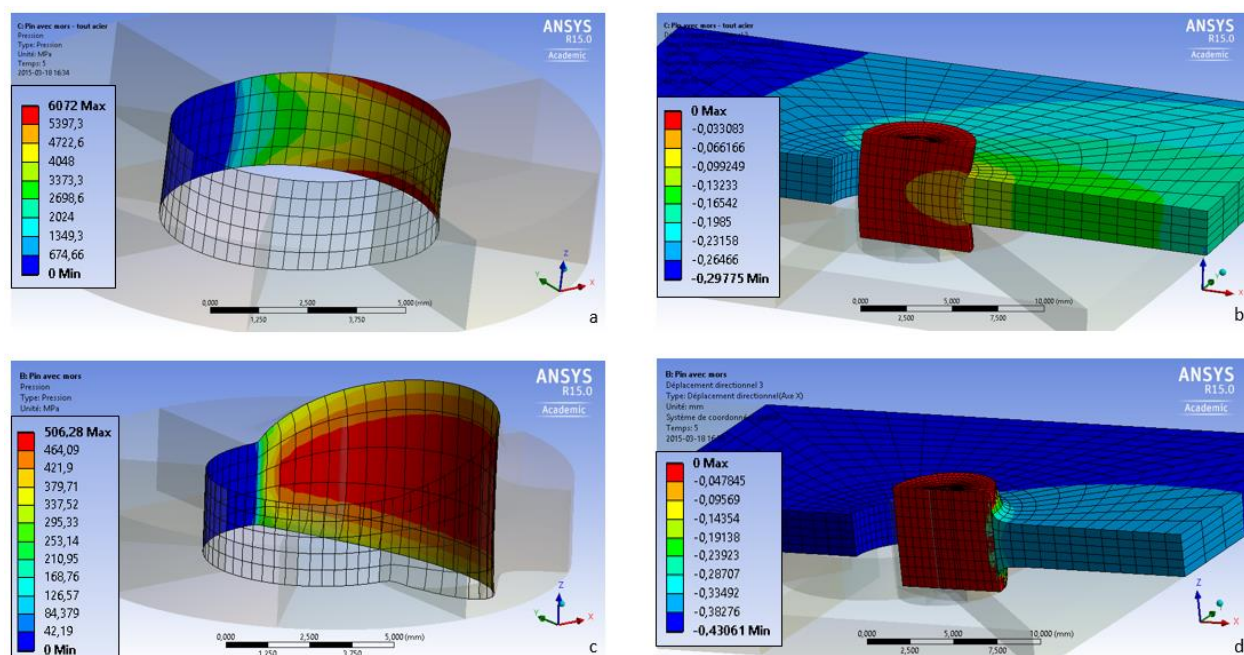 C: Pin avec mors - tout acier
Pression
Type: Pression
Unité: MPa
Temps: 5
2015-03-18 16:34
6072 Max
5397,3
4722,6
4048
3373,3
2698,6
2024
1349,3
674,66
0 Min
ANSYS
R15.0
Academic
Z
Y
X
0,000
2,500
5,000 (mm)
1,250
3,750
a
C: Pin avec mors - tout acier
0 Max
-0,033083
-0,066166
-0,099249
-0,13233
-0,16542
-0,1985
-0,23158
-0,26466
-0,29775 Min
ANSYS
R15.0
Academic
Z
Y
X
0,000
5,000
10,000 (mm)
2,500
7,500
b
B: Pin avec mors
Pression
Type: Pression
Unité: MPa
506,28 Max
464,09
421,9
379,71
337,52
295,33
253,14
210,95
168,76
126,57
84,379
42,19
0 Min
ANSYS
R15.0
Academic
Z
Y
X
0,000
2,500
5,000 (mm)
1,250
3,750
c
B: Pin avec mors
Déplacement directionnel 3
Type: Déplacement directionnel(Axe X)
Unité: mm
Système de coordonné
Temps: 5
2015-03-18
0 Max
-0,047845
-0,09569
-0,14354
-0,19138
-0,23923
-0,28707
-0,33492
-0,38276
-0,43061 Min
ANSYS
R15.0
Academic
Z
Y
X
0,000
5,000
10,000 (mm)
2,500
7,500
d